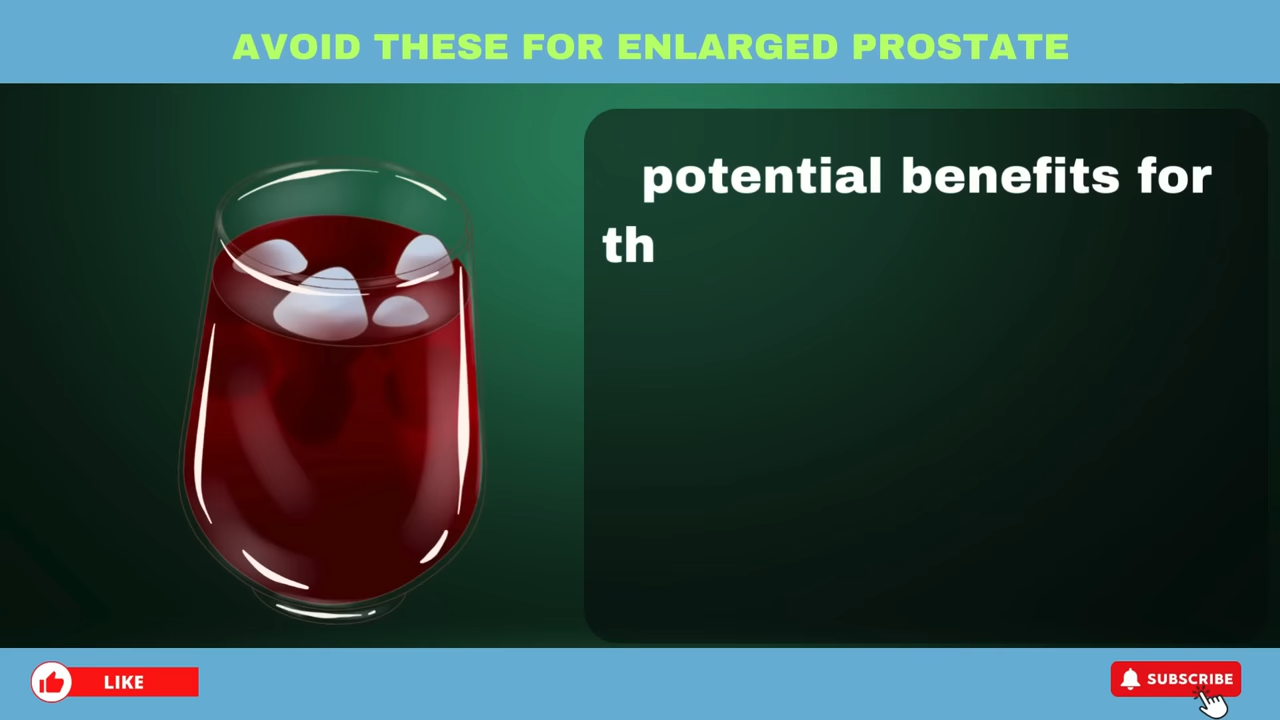 AVOID THESE FOR ENLARGED PROSTATE
potential benefits for
th
LIKE
SUBSCRIBE